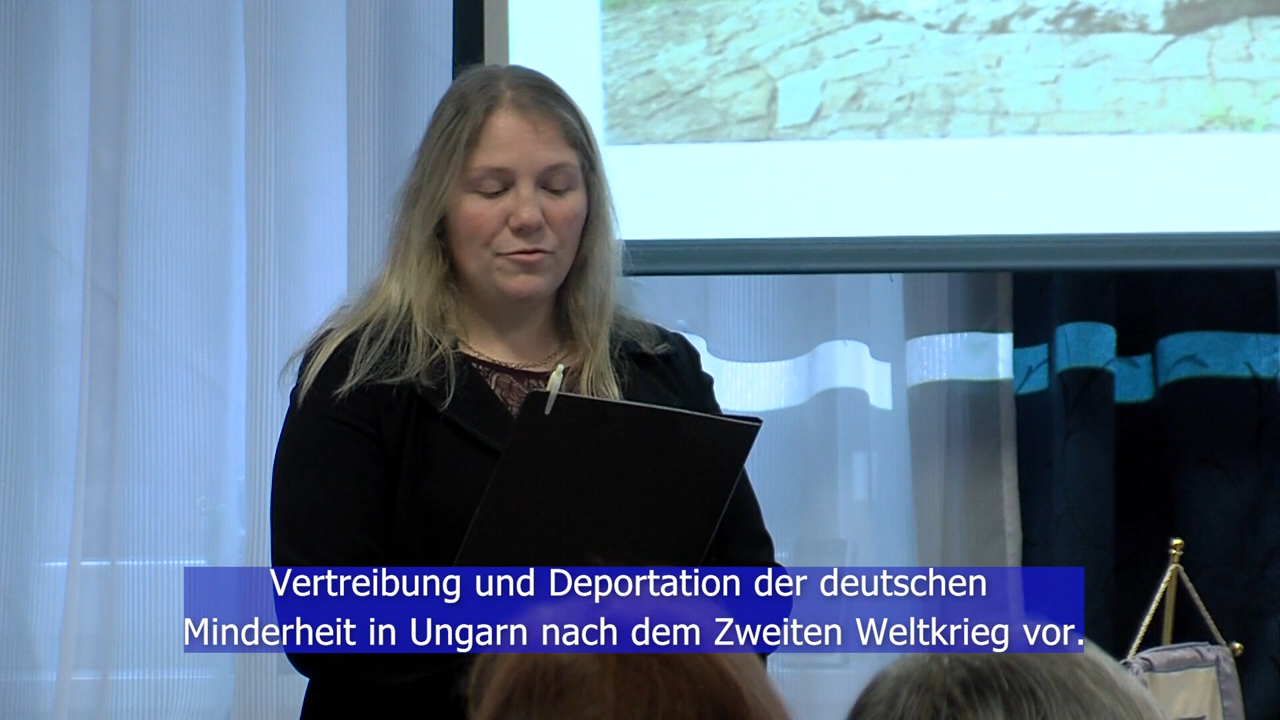 Vertreibung und Deportation der deutschen
Minderheit in Ungarn nach dem Zweiten Weltkrieg vor.